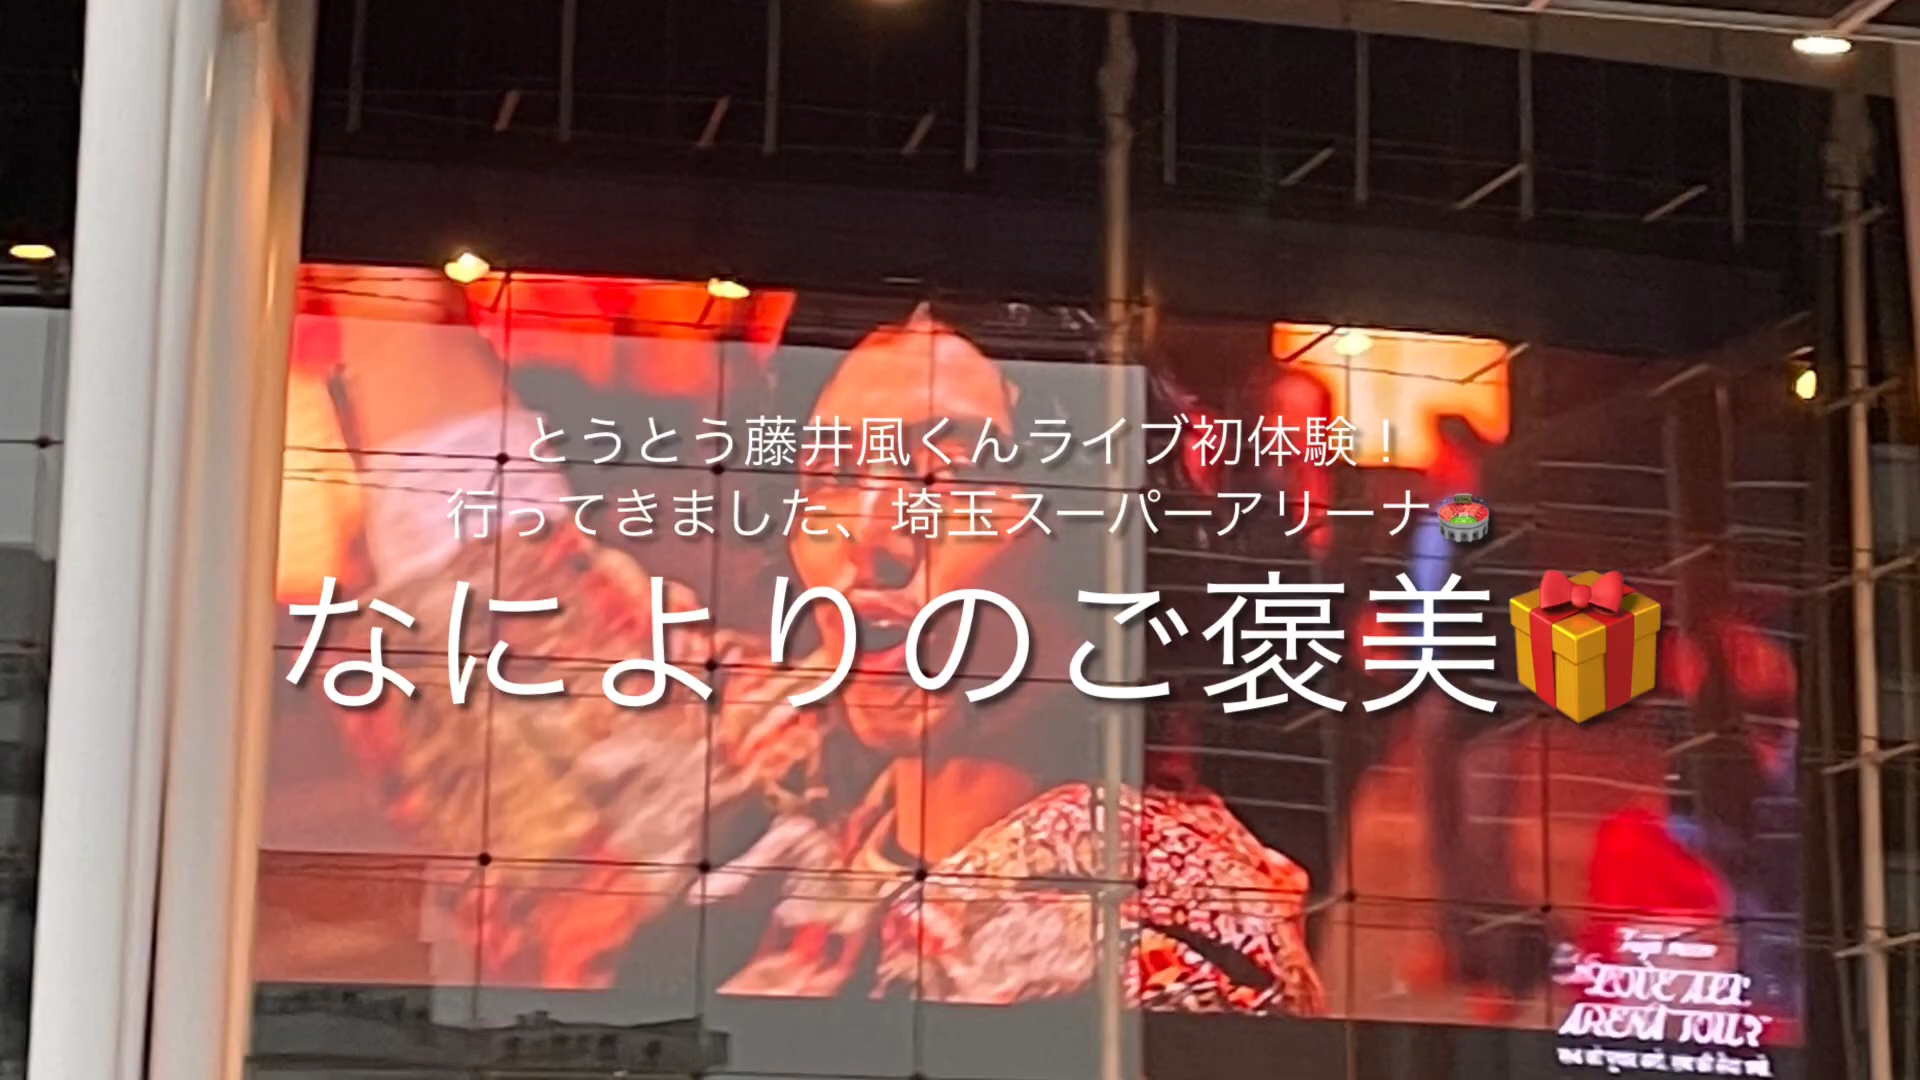 とうとう藤井風くんライブ初体験！
行ってきました、埼玉スーパーアリーナ🏟️
なによりのご褒美🎁
ARENA TOUR